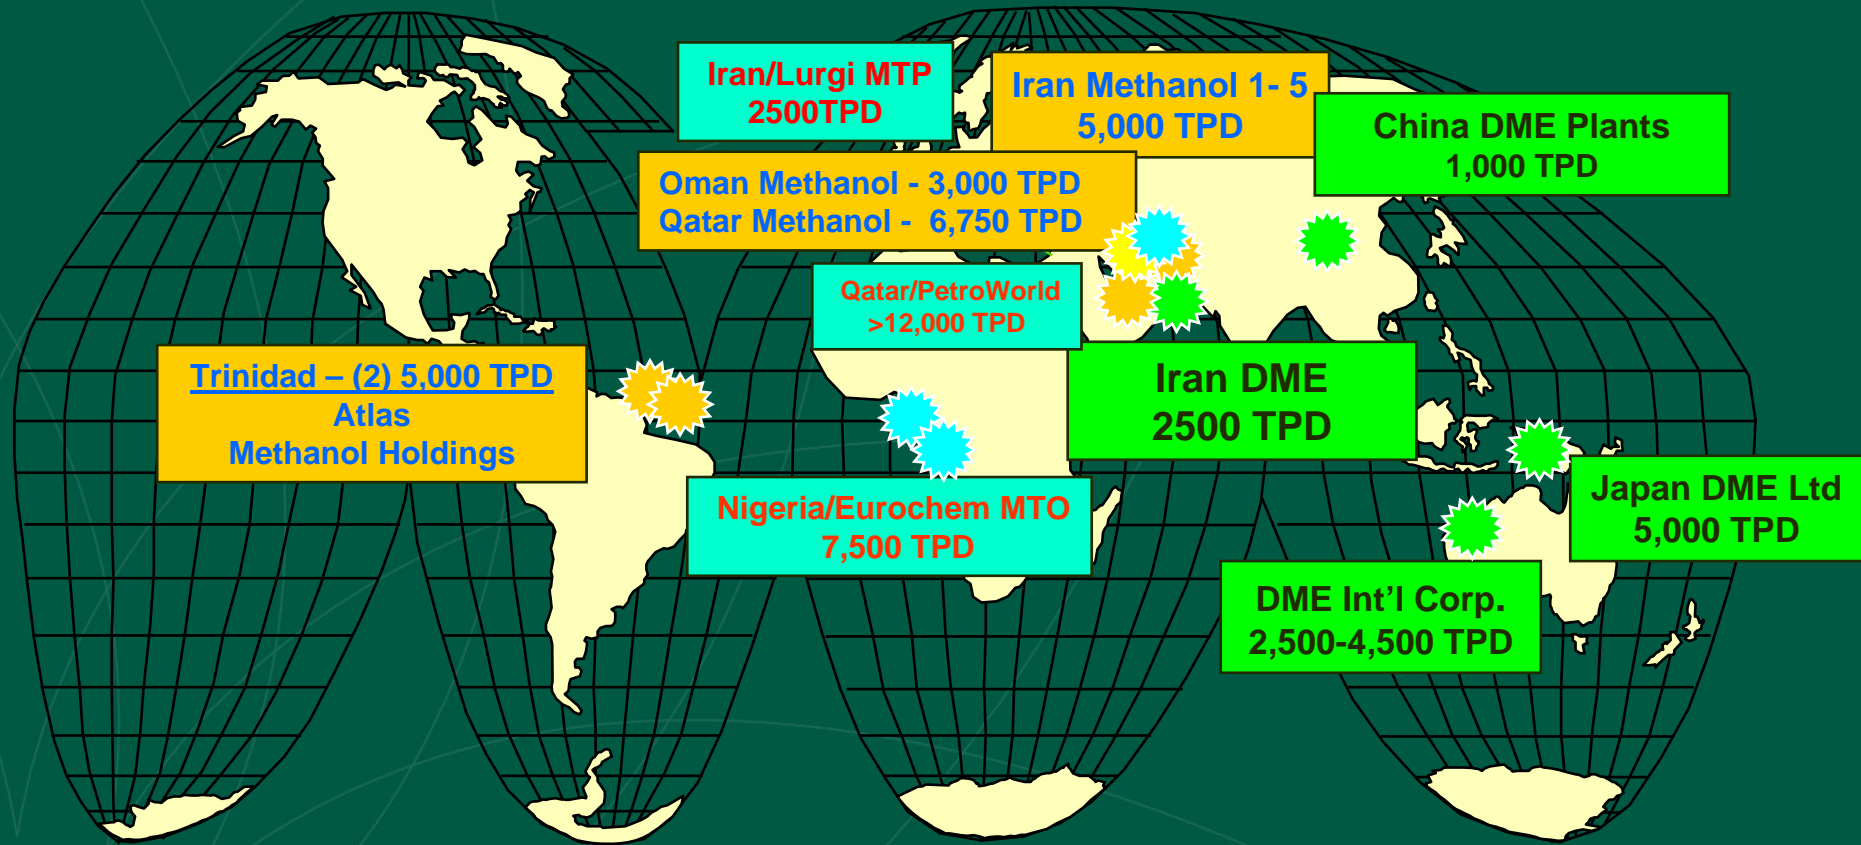 Iran/Lurgi MTP
2500TPD
Iran Methanol 1- 5
5,000 TPD
China DME Plants
1,000 TPD
Oman Methanol - 3,000 TPD
Qatar Methanol -  6,750 TPD
Qatar/PetroWorld
>12,000 TPD
Trinidad – (2) 5,000 TPD
Atlas
Methanol Holdings
Iran DME
2500 TPD
Nigeria/Eurochem MTO
7,500 TPD
Japan DME Ltd
5,000 TPD
DME Int’l Corp.
2,500-4,500 TPD